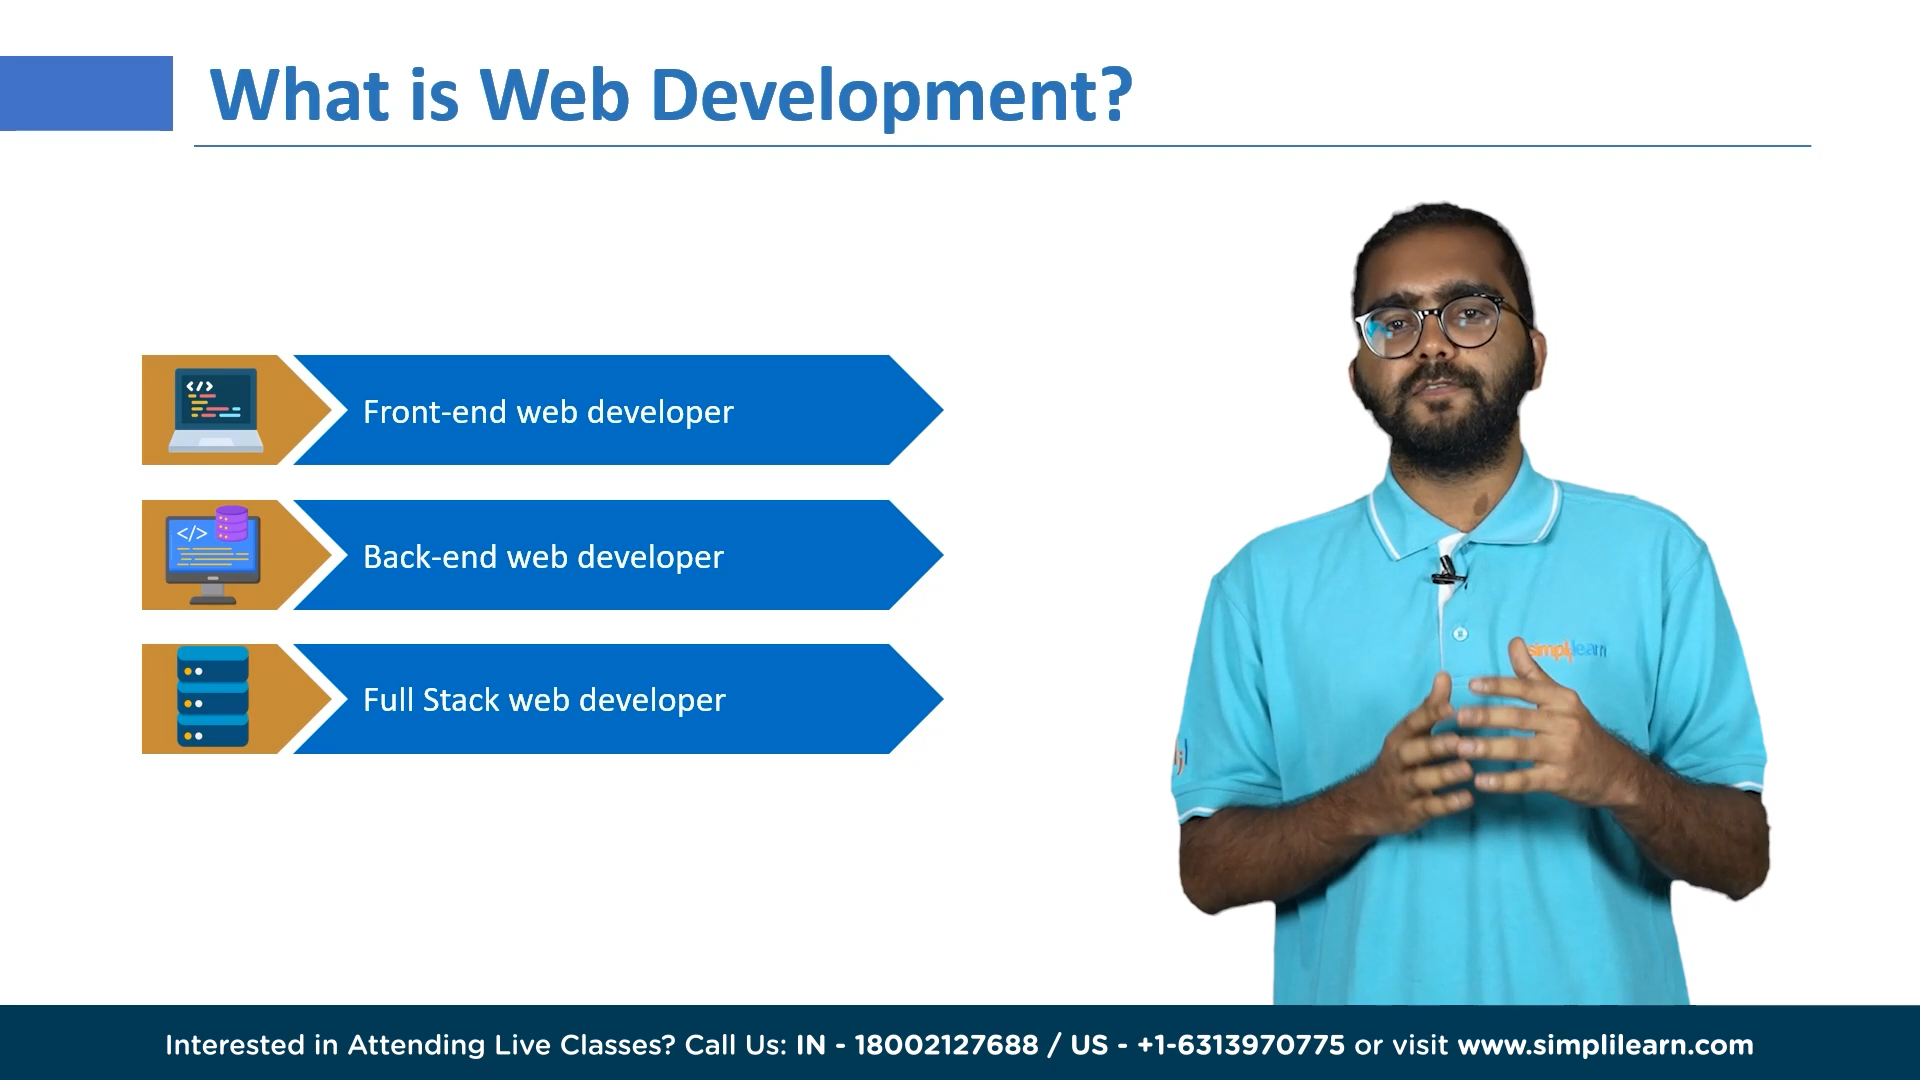 What is Web Development?
</>
Front-end web developer
</>
Back-end web developer
Full Stack web developer
simplilearn
Interested in Attending Live Classes? Call Us: IN - 18002127688 / US - +1-6313970775 or visit www.simplilearn.com